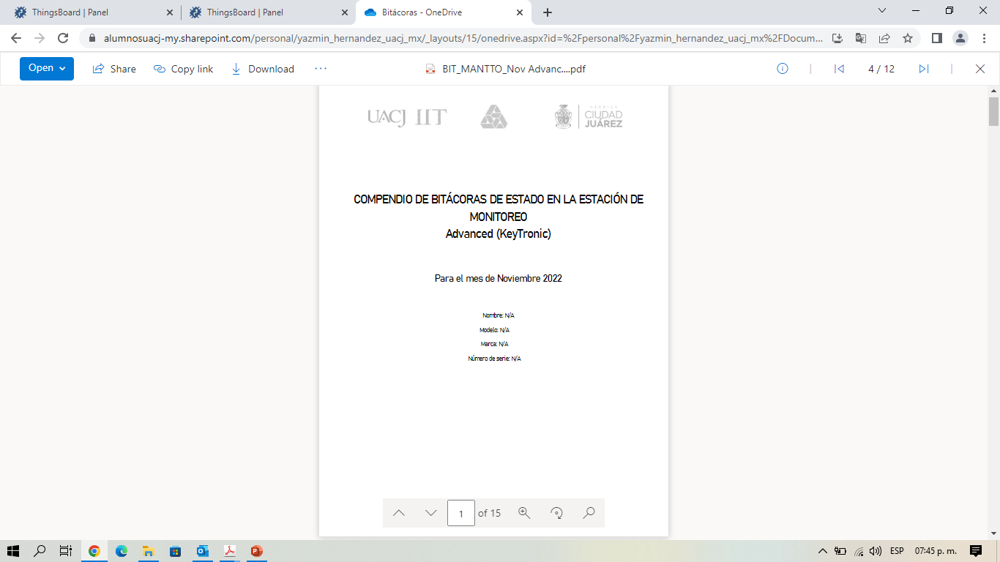 ThingsBoard | Panel
ThingsBoard | Panel
Bitácoras - OneDrive
alumnosuacj-my.sharepoint.com/personal/yazmin_hernandez_uacj_mx/_layouts/15/onedrive.aspx?id=%2Fpersonal%2Fyazmin_hernandez_uacj_mx%2FDocum...
Open
Share
Copy link
Download
BIT_MANTTO_Nov Advanc....pdf
4 / 12
UACJ IIT
HEROICA
CIUDAD
JUÁREZ
COMPENDIO DE BITÁCORAS DE ESTADO EN LA ESTACIÓN DE
MONITOREO
Advanced (KeyTronic)
Para el mes de Noviembre 2022
Nombre: N/A
Modelo: N/A
Marca: N/A
Número de serie: N/A
1 of 15
ESP
07:45 p. m.